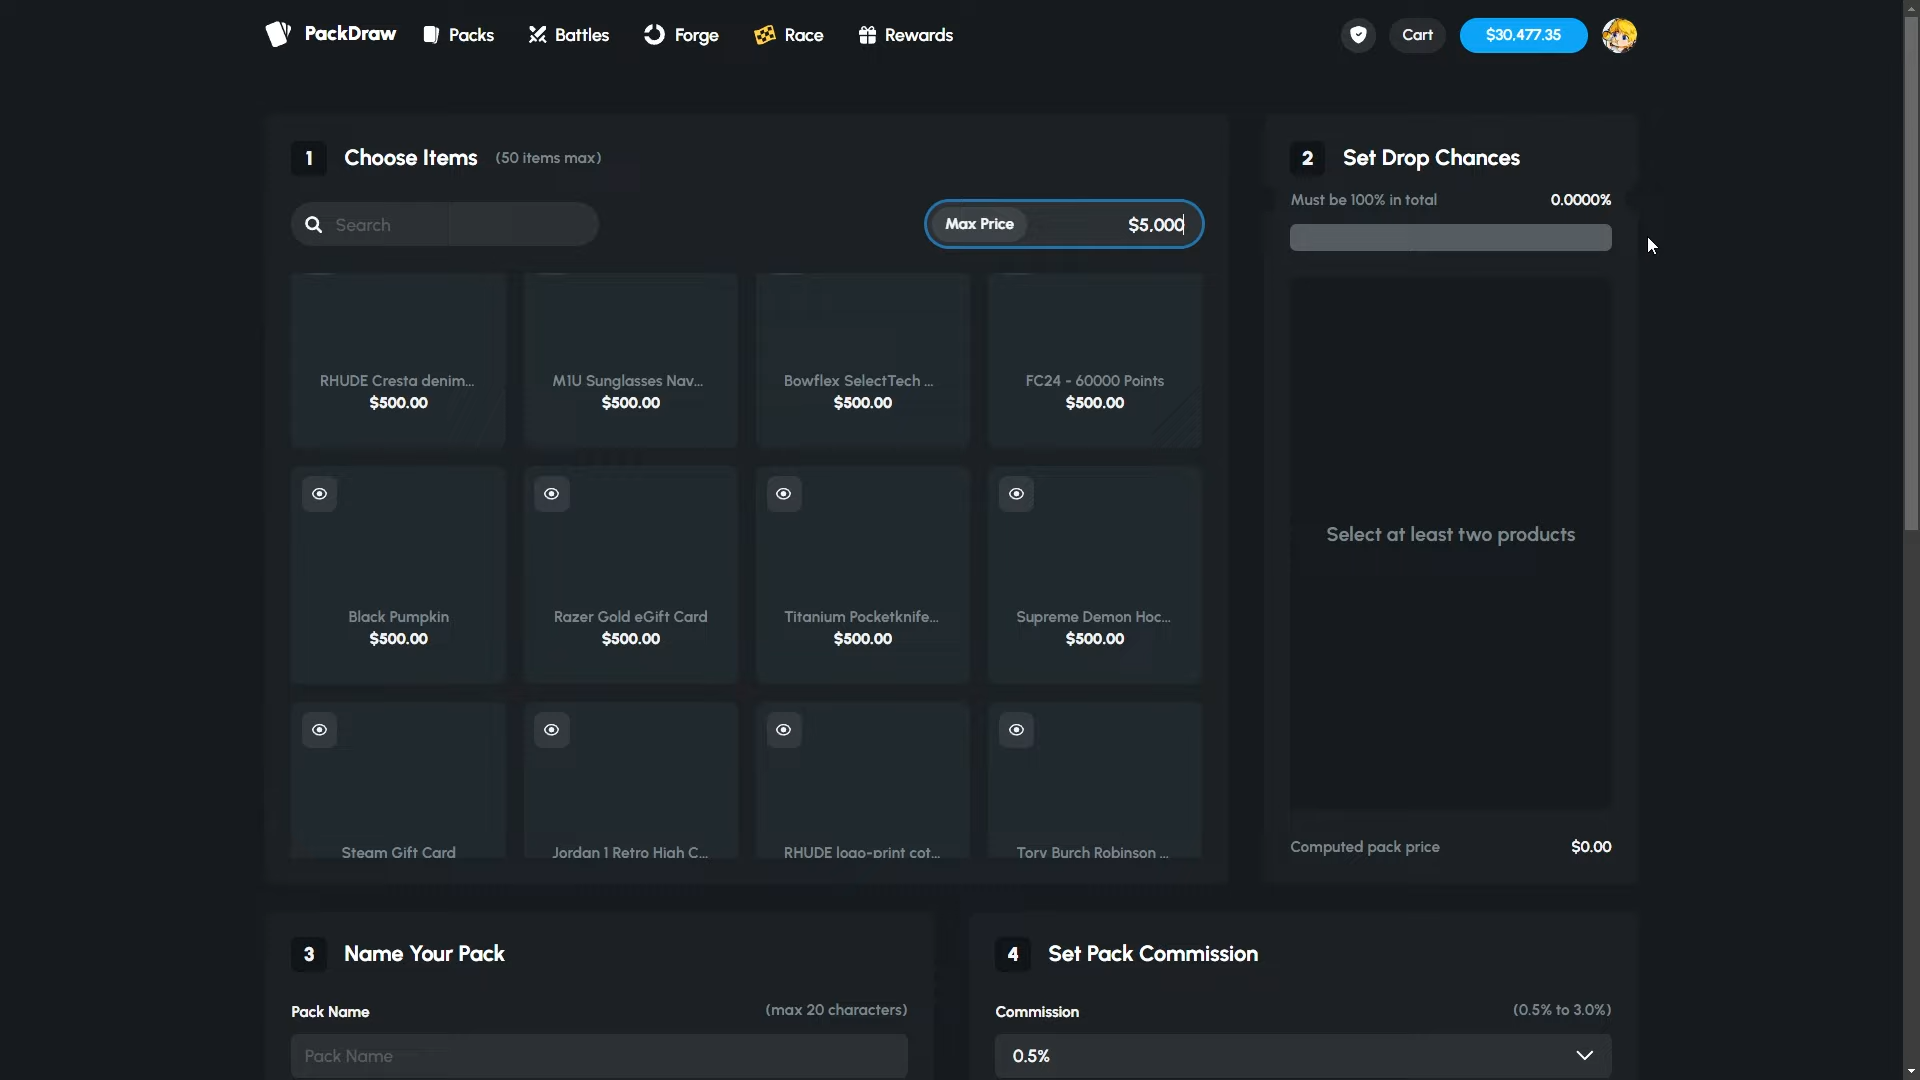 PackDraw Packs Battles Forge Race Rewards Cart $30,477.35
1 Choose Items (50 items max)
Search
Max Price $5,000
RHUDE Cresta denim... M1U Sunglasses Nav... Bowflex SelectTech ... FC24 - 60000 Points
$500.00 $500.00 $500.00 $500.00
Black Pumpkin Razer Gold eGift Card Titanium Pocketknife... Supreme Demon Hoc...
$500.00 $500.00 $500.00 $500.00
Steam Gift Card Jordan 1 Retro High C... RHUDE logo-print cot... Tory Burch Robinson ...
2 Set Drop Chances
Must be 100% in total 0.0000%
Select at least two products
Computed pack price $0.00
3 Name Your Pack
Pack Name (max 20 characters)
Pack Name
4 Set Pack Commission
Commission (0.5% to 3.0%)
0.5%